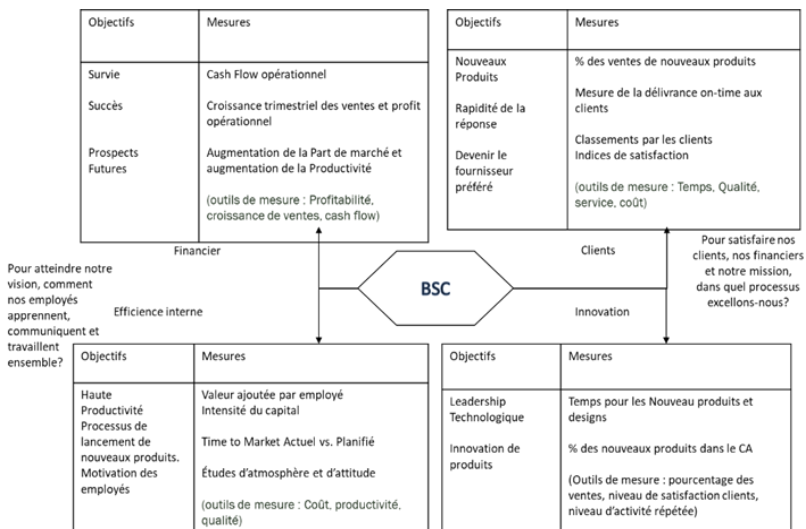 Objectifs
Mesures
Survie
Cash Flow opérationnel
Succès
Croissance trimestriel des ventes et profit
opérationnel
Prospects
Futures
Augmentation de la Part de marché et
augmentation de la Productivité
(outils de mesure : Profitabilité,
croissance de ventes, cash flow)
Objectifs
Mesures
Nouveaux
Produits
% des ventes de nouveaux produits
Rapidité de la
réponse
Mesure de la délivrance on-time aux
clients
Devenir le
fournisseur
préféré
Classements par les clients
Indices de satisfaction
(outils de mesure : Temps, Qualité,
service, coût)
Financier
Clients
Pour atteindre notre
vision, comment
nos employés
apprennent,
communiquent et
travaillent
ensemble?
BSC
Pour satisfaire nos
clients, nos financiers
et notre mission,
dans quel processus
excellons-nous?
Efficience interne
Innovation
Objectifs
Mesures
Haute
Productivité
Processus de
lancement de
nouveaux produits.
Motivation des
employés
Valeur ajoutée par employé
Intensité du capital
Time to Market Actuel vs. Planifié
Études d'atmosphère et d'attitude
(outils de mesure : Coût, productivité,
qualité)
Objectifs
Mesures
Leadership
Technologique
Temps pour les Nouveau produits et
designs
Innovation de
produits
% des nouveaux produits dans le CA
(Outils de mesure : pourcentage des
ventes, niveau de satisfaction clients,
niveau d'activité répétée)